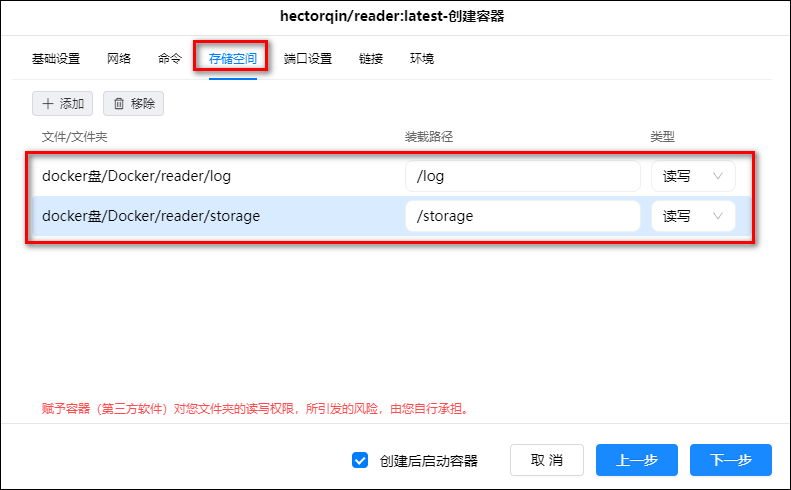 hectorqin/reader:latest-创建容器
基础设置 网络 命令 存储空间 端口设置 链接 环境
添加 移除
文件/文件夹 装载路径 类型
docker盘/Docker/reader/log /log 读写
docker盘/Docker/reader/storage /storage 读写
赋予容器（第三方软件）对您文件夹的读写权限，所引发的风险，由您自行承担。
创建后启动容器 取 消 上一步 下一步